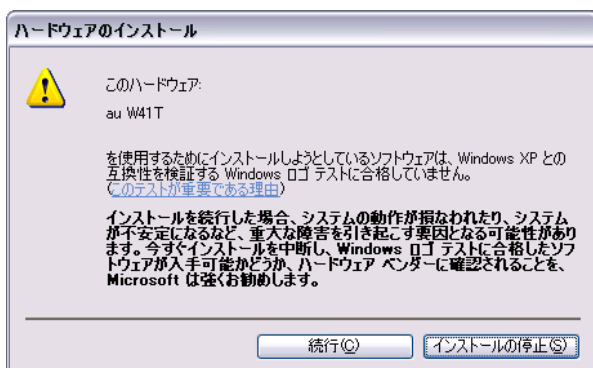 ハードウェアのインストール
このハードウェア:
au W41T
を使用するためにインストールしようとしているソフトウェアは、Windows XP との
互換性を検証する Windows ロゴ テストに合格していません。
(このテストが重要である理由)
インストールを続行した場合、システムの動作が損なわれたり、システム
が不安定になるなど、重大な障害を引き起こす要因となる可能性があり
ます。今すぐインストールを中断し、Windows ロゴ テストに合格したソフ
トウェアが入手可能かどうか、ハードウェア ベンダーに確認されることを、
Microsoft は強くお勧めします。
続行(C)
インストールの停止(S)